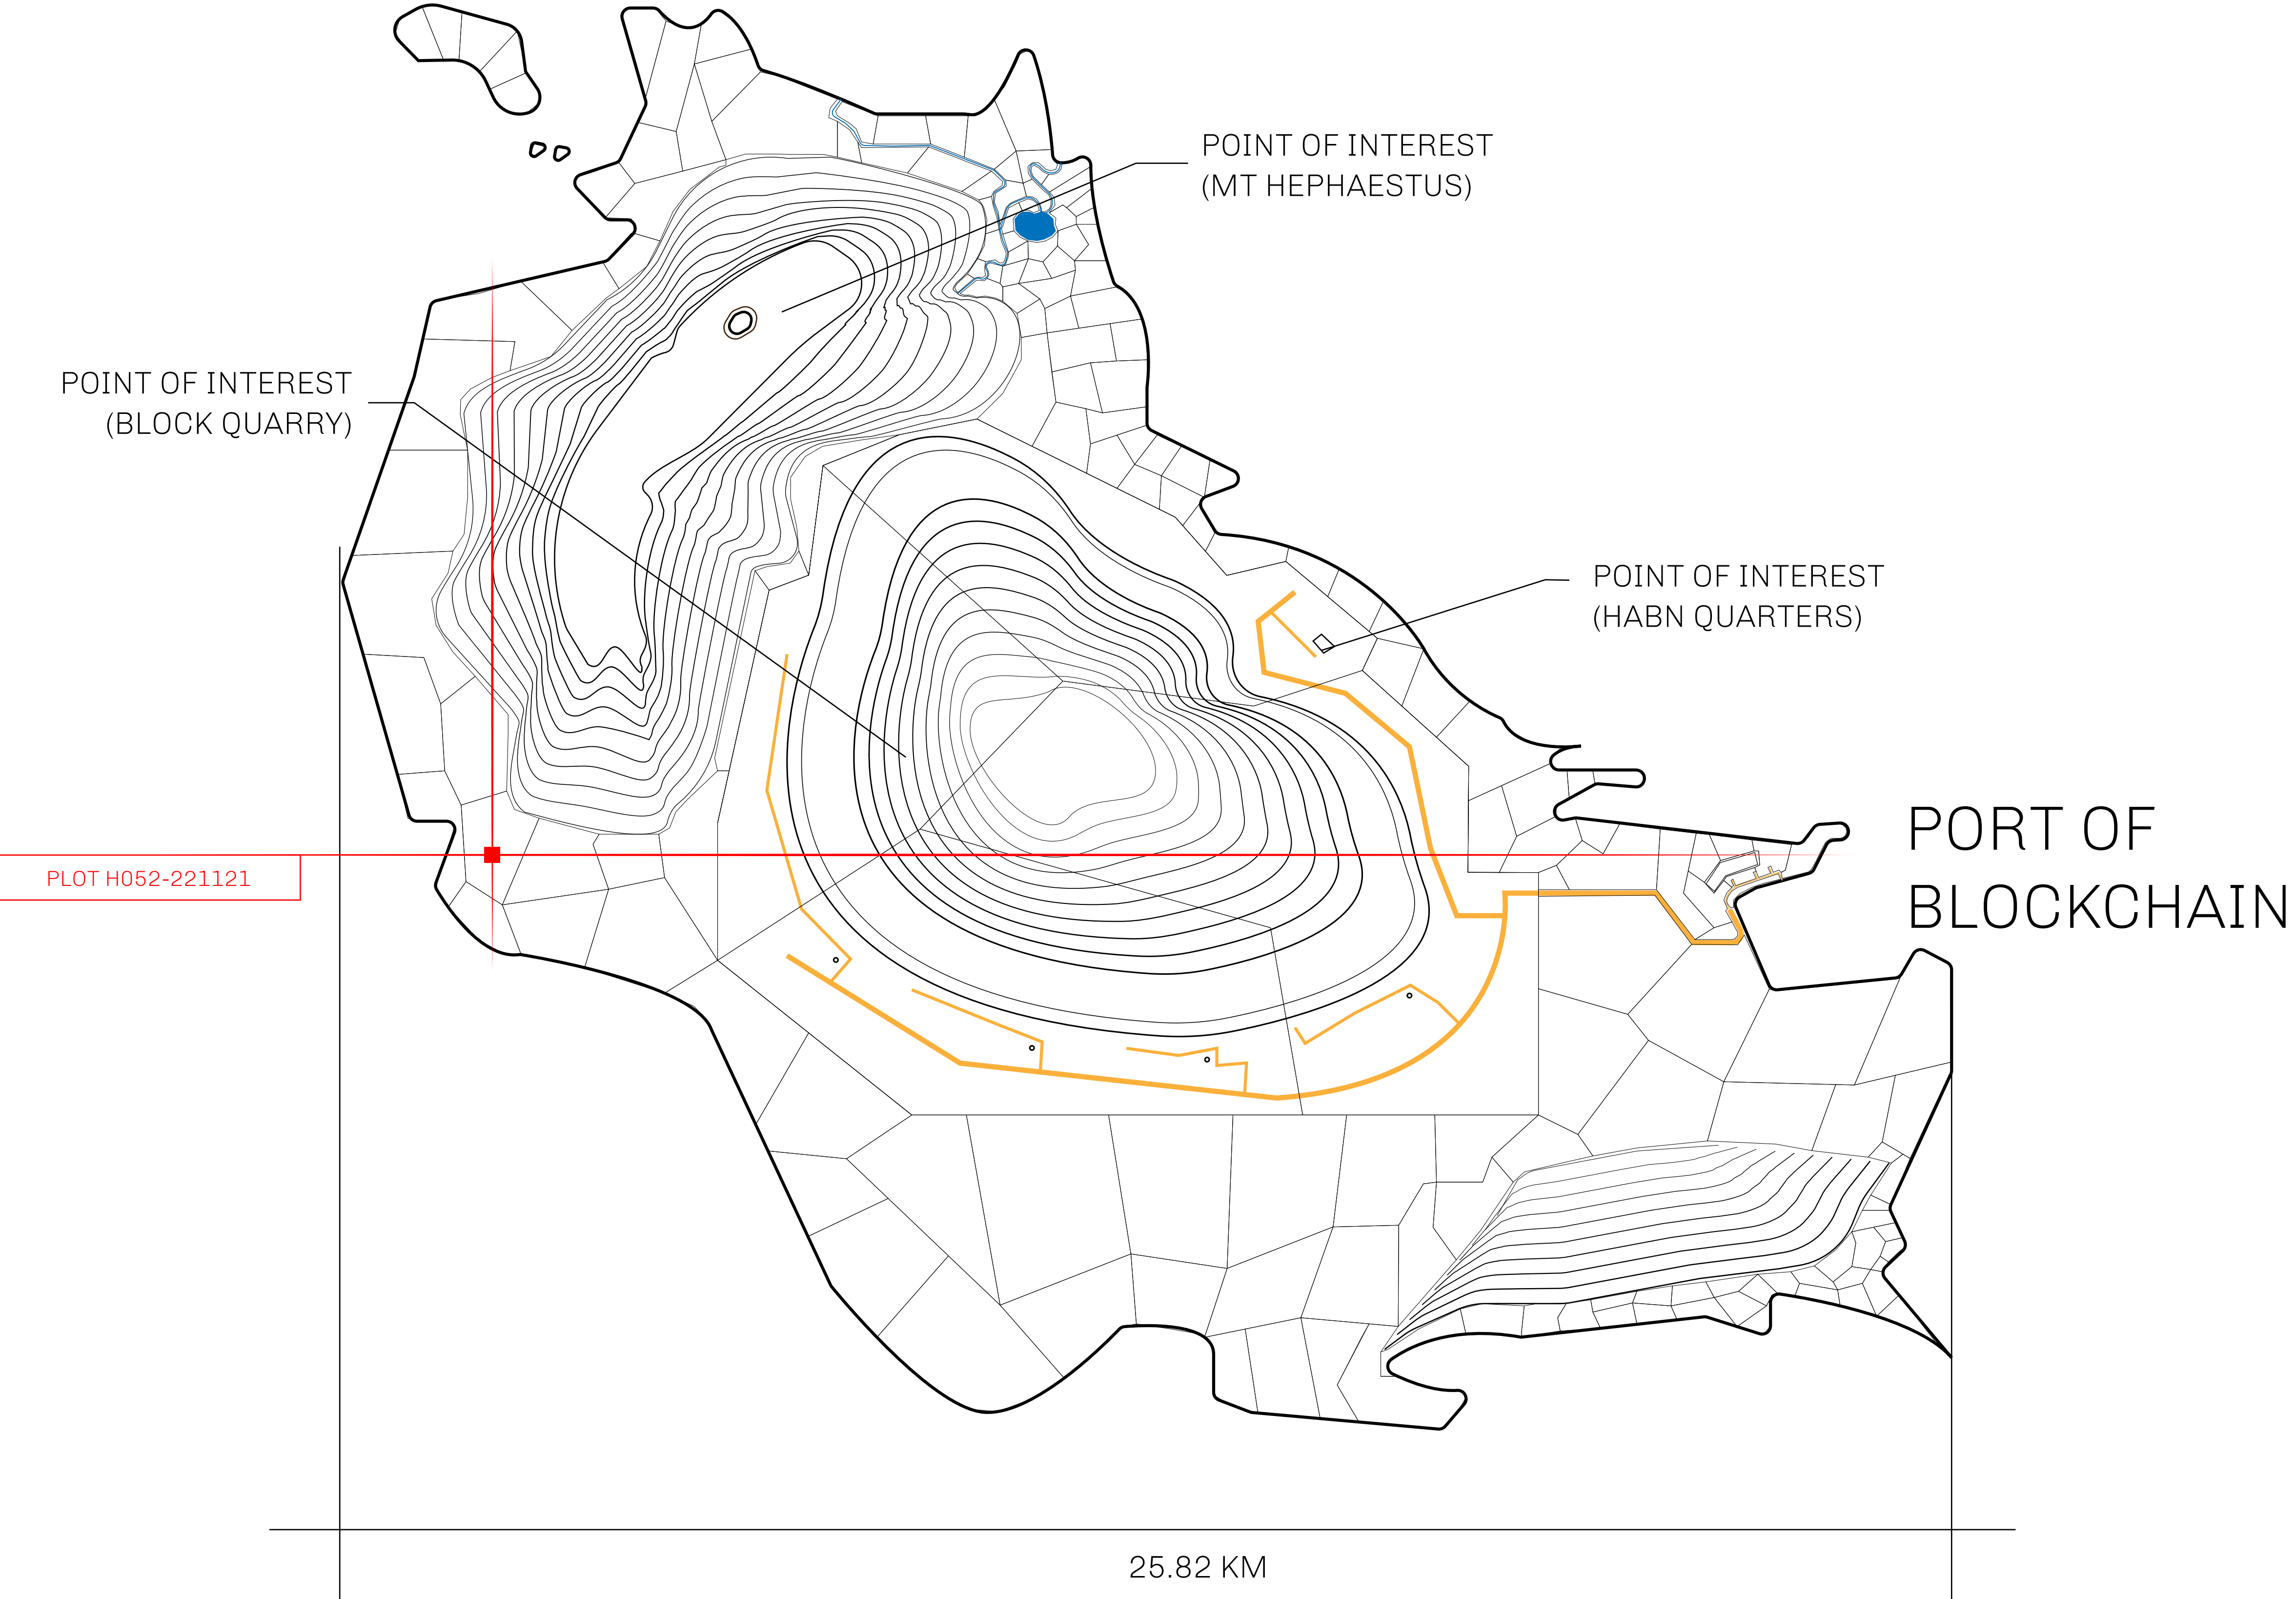 POINT OF INTEREST
(MT HEPHAESTUS)
POINT OF INTEREST
(BLOCK QUARRY)
POINT OF INTEREST
(HABN QUARTERS)
PORT OF
BLOCKCHAIN
PLOT H052-221121
25.82 KM